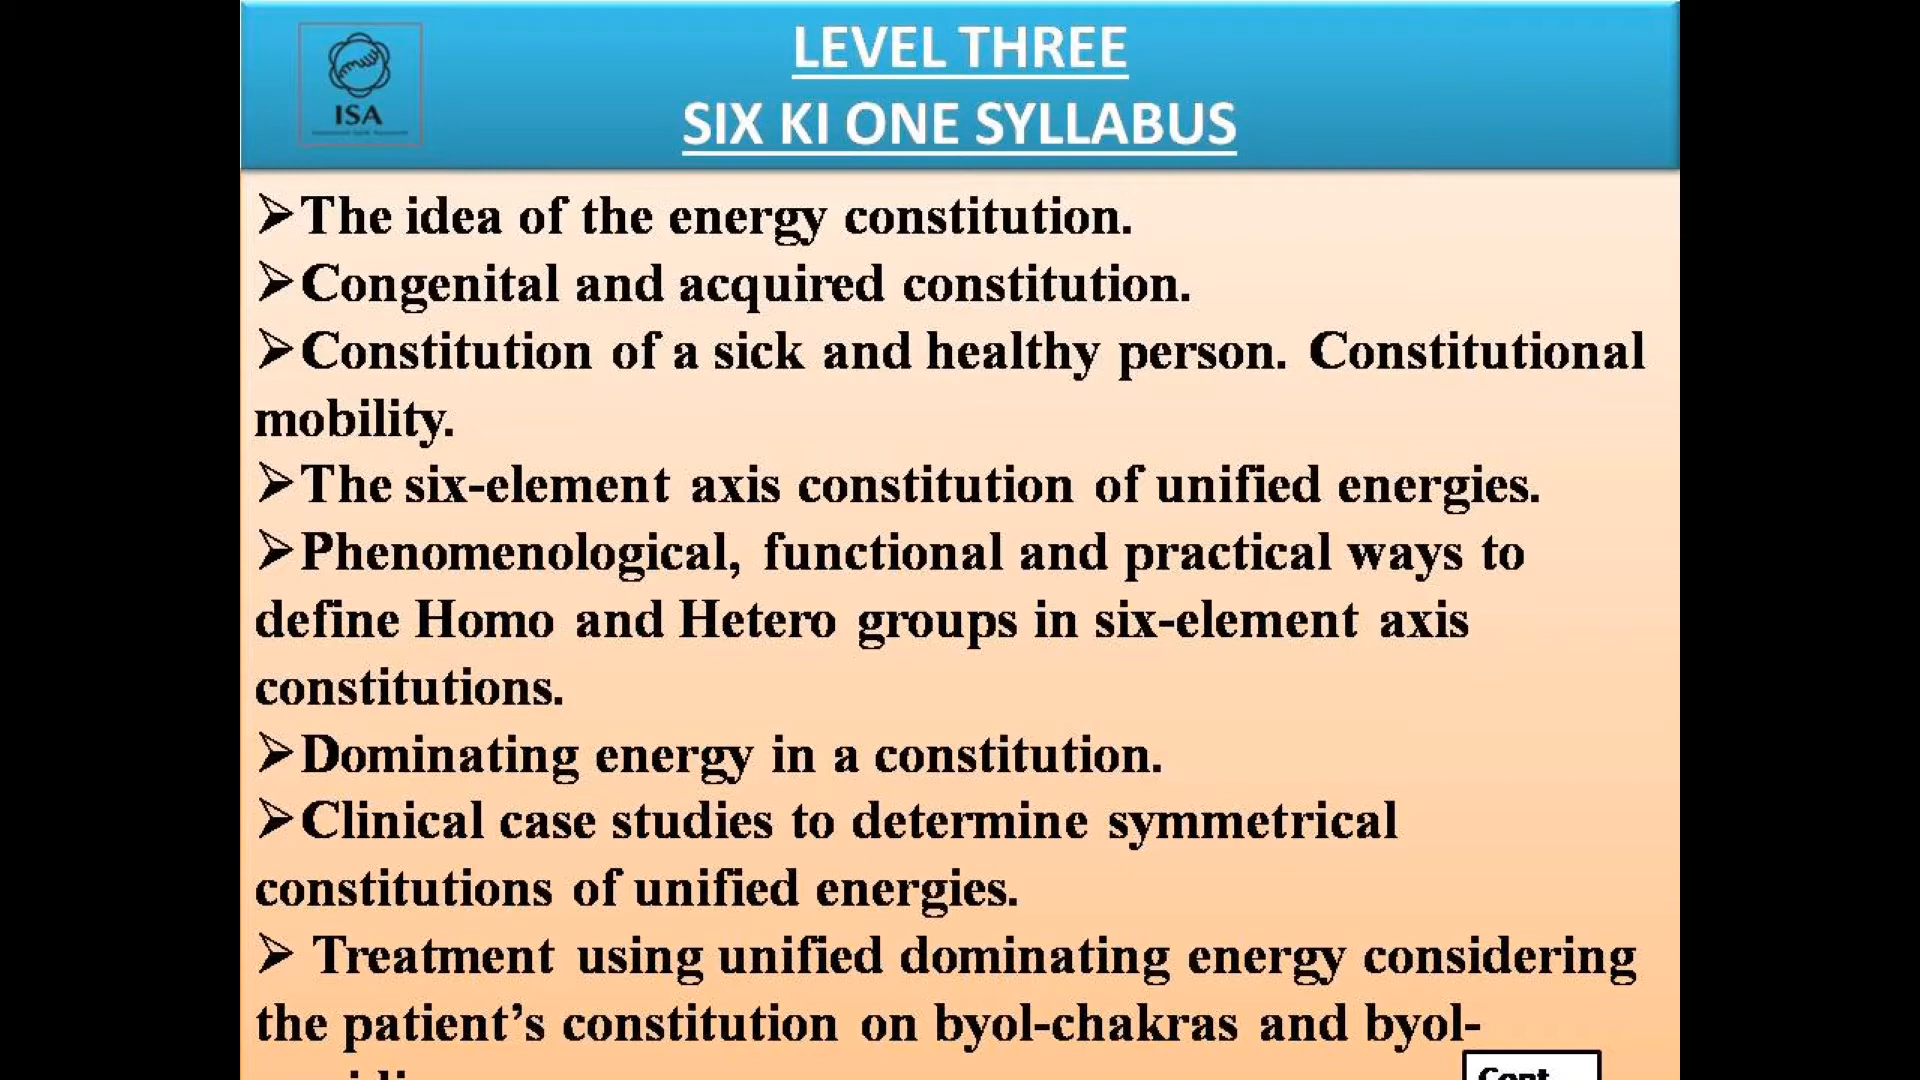 LEVEL THREE
SIX KI ONE SYLLABUS
ISA
➢The idea of the energy constitution.
➢Congenital and acquired constitution.
➢Constitution of a sick and healthy person. Constitutional
mobility.
➢The six-element axis constitution of unified energies.
➢Phenomenological, functional and practical ways to
define Homo and Hetero groups in six-element axis
constitutions.
➢Dominating energy in a constitution.
➢Clinical case studies to determine symmetrical
constitutions of unified energies.
➢ Treatment using unified dominating energy considering
the patient’s constitution on byol-chakras and byol-